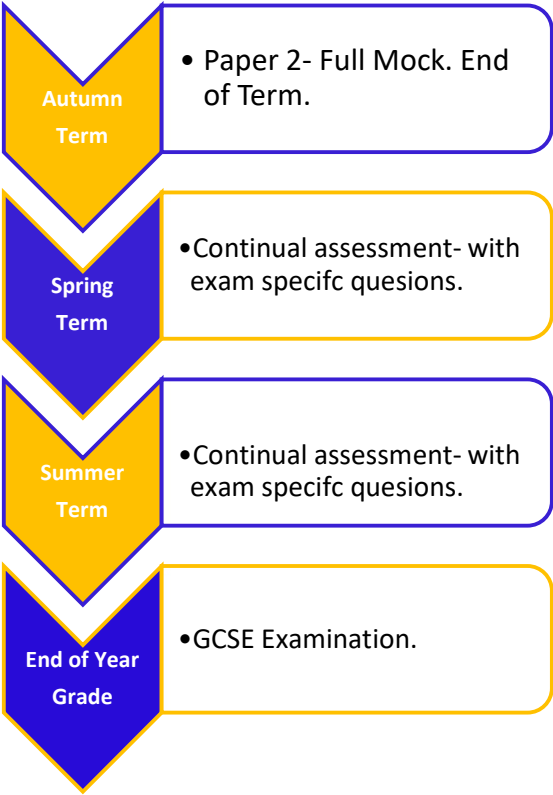 Autumn
Term
• Paper 2- Full Mock. End
of Term.
Spring
Term
•Continual assessment- with
exam specifc quesions.
Summer
Term
•Continual assessment- with
exam specifc quesions.
End of Year
Grade
•GCSE Examination.